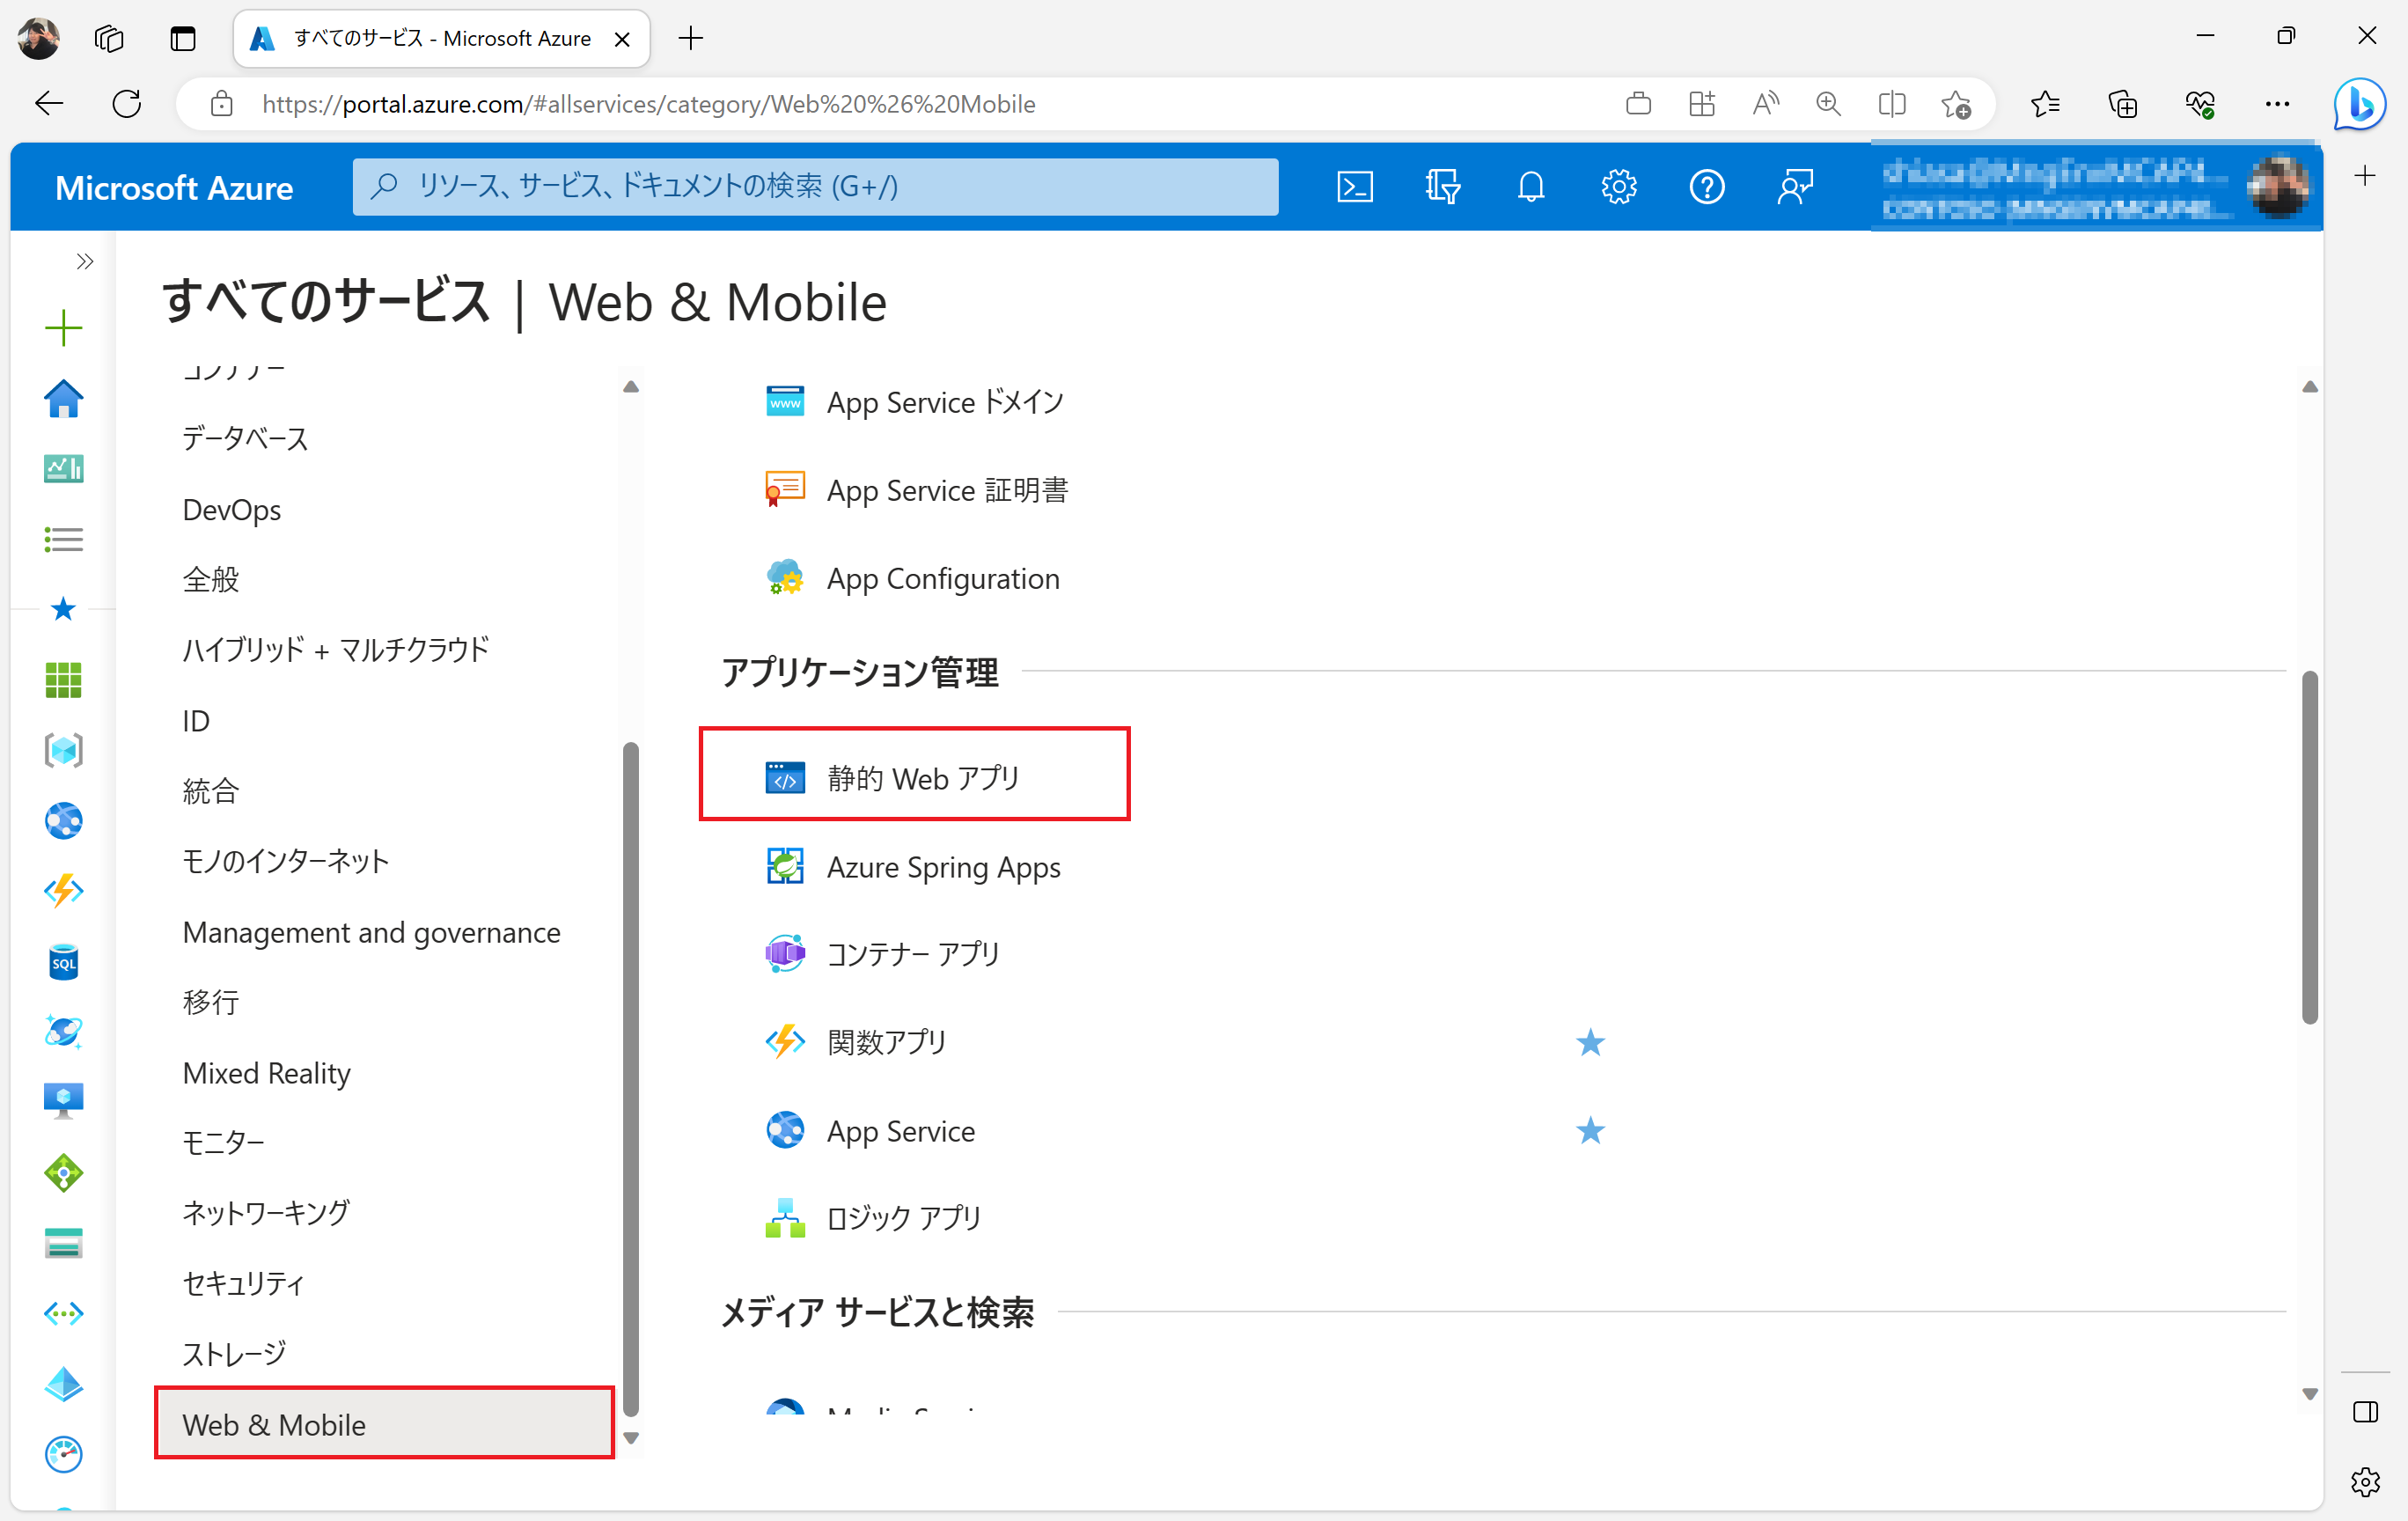 すべてのサービス - Microsoft Azure
https://portal.azure.com/#allservices/category/Web%20%26%20Mobile
Microsoft Azure
リソース、サービス、ドキュメントの検索 (G+/)
すべてのサービス | Web & Mobile
コンテナー
データベース
DevOps
全般
ハイブリッド + マルチクラウド
ID
統合
モノのインターネット
Management and governance
移行
Mixed Reality
モニター
ネットワーキング
セキュリティ
ストレージ
Web & Mobile
WWW
App Service ドメイン
App Service 証明書
App Configuration
アプリケーション管理
静的 Web アプリ
Azure Spring Apps
コンテナー アプリ
関数アプリ
App Service
ロジック アプリ
メディア サービスと検索
SQL